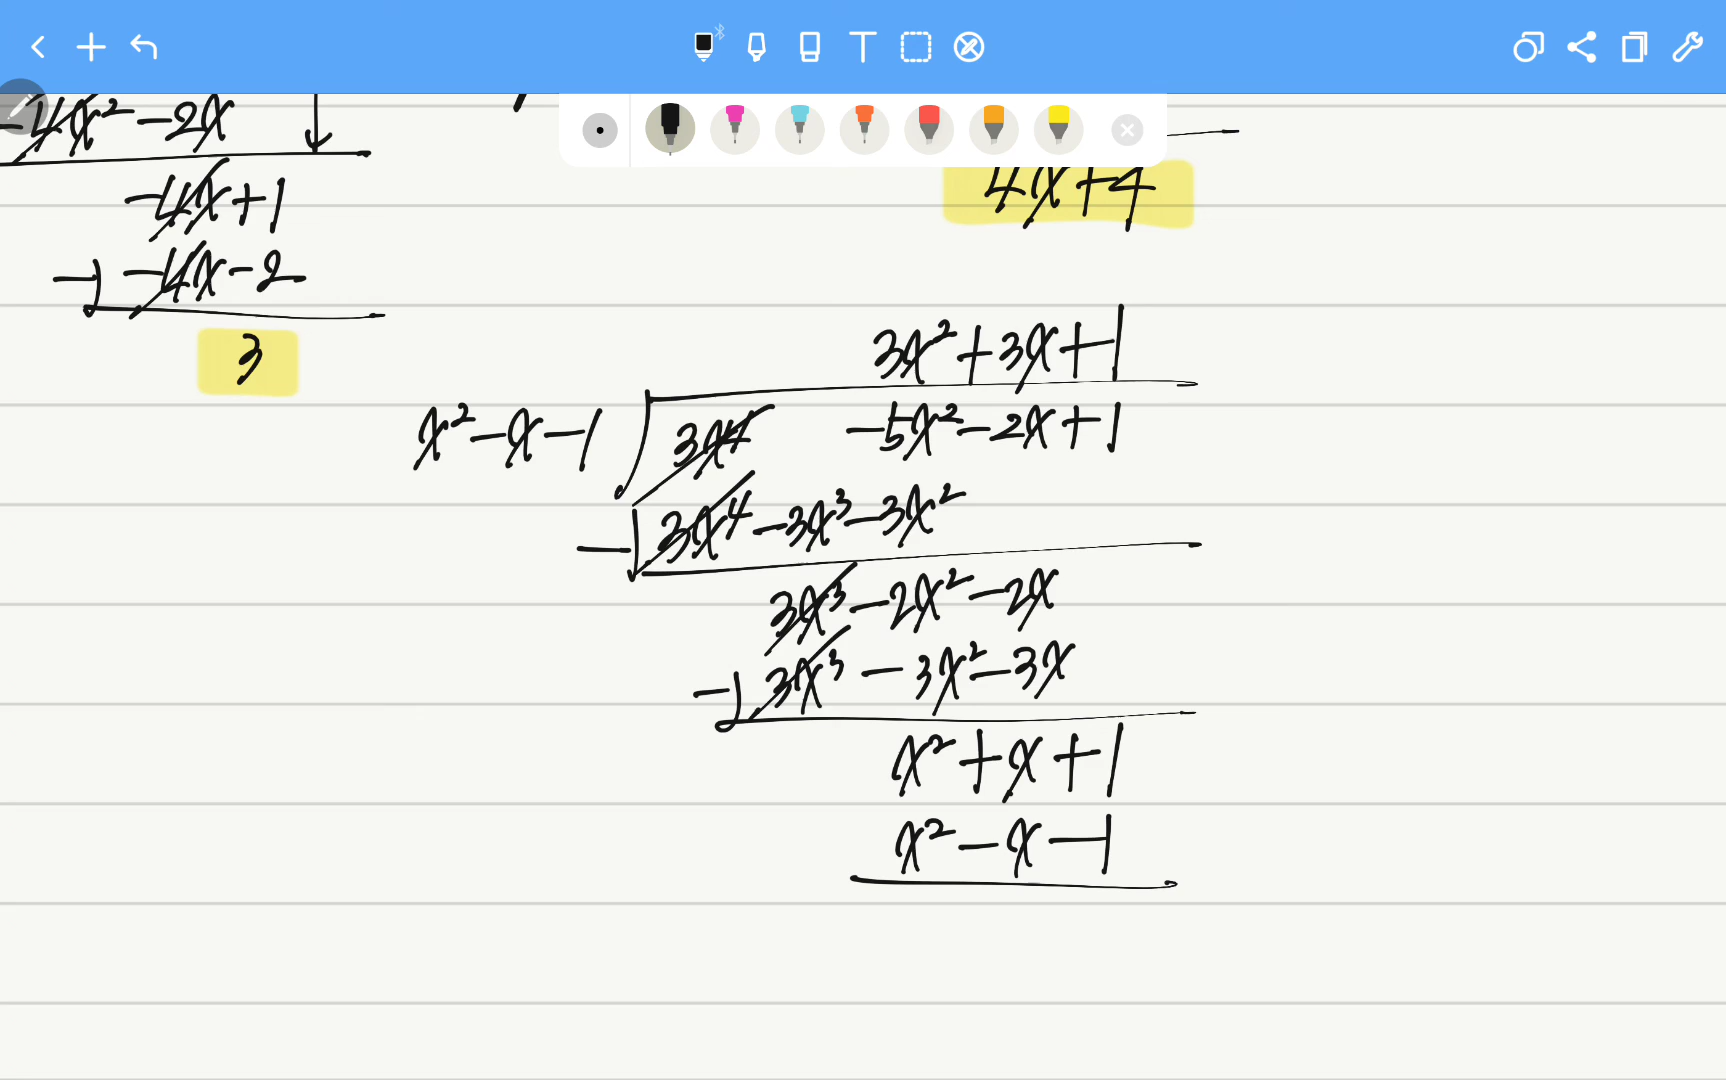 -4x² - 2x
-4x + 1
-) -4x - 2
3
4x + 4
3x² + 3x + 1
x² - x - 1 ) 3x⁴ - 5x² - 2x + 1
-) 3x⁴ - 3x³ - 3x²
3x³ - 2x² - 2x
-) 3x³ - 3x² - 3x
x² + x + 1
x² - x - 1